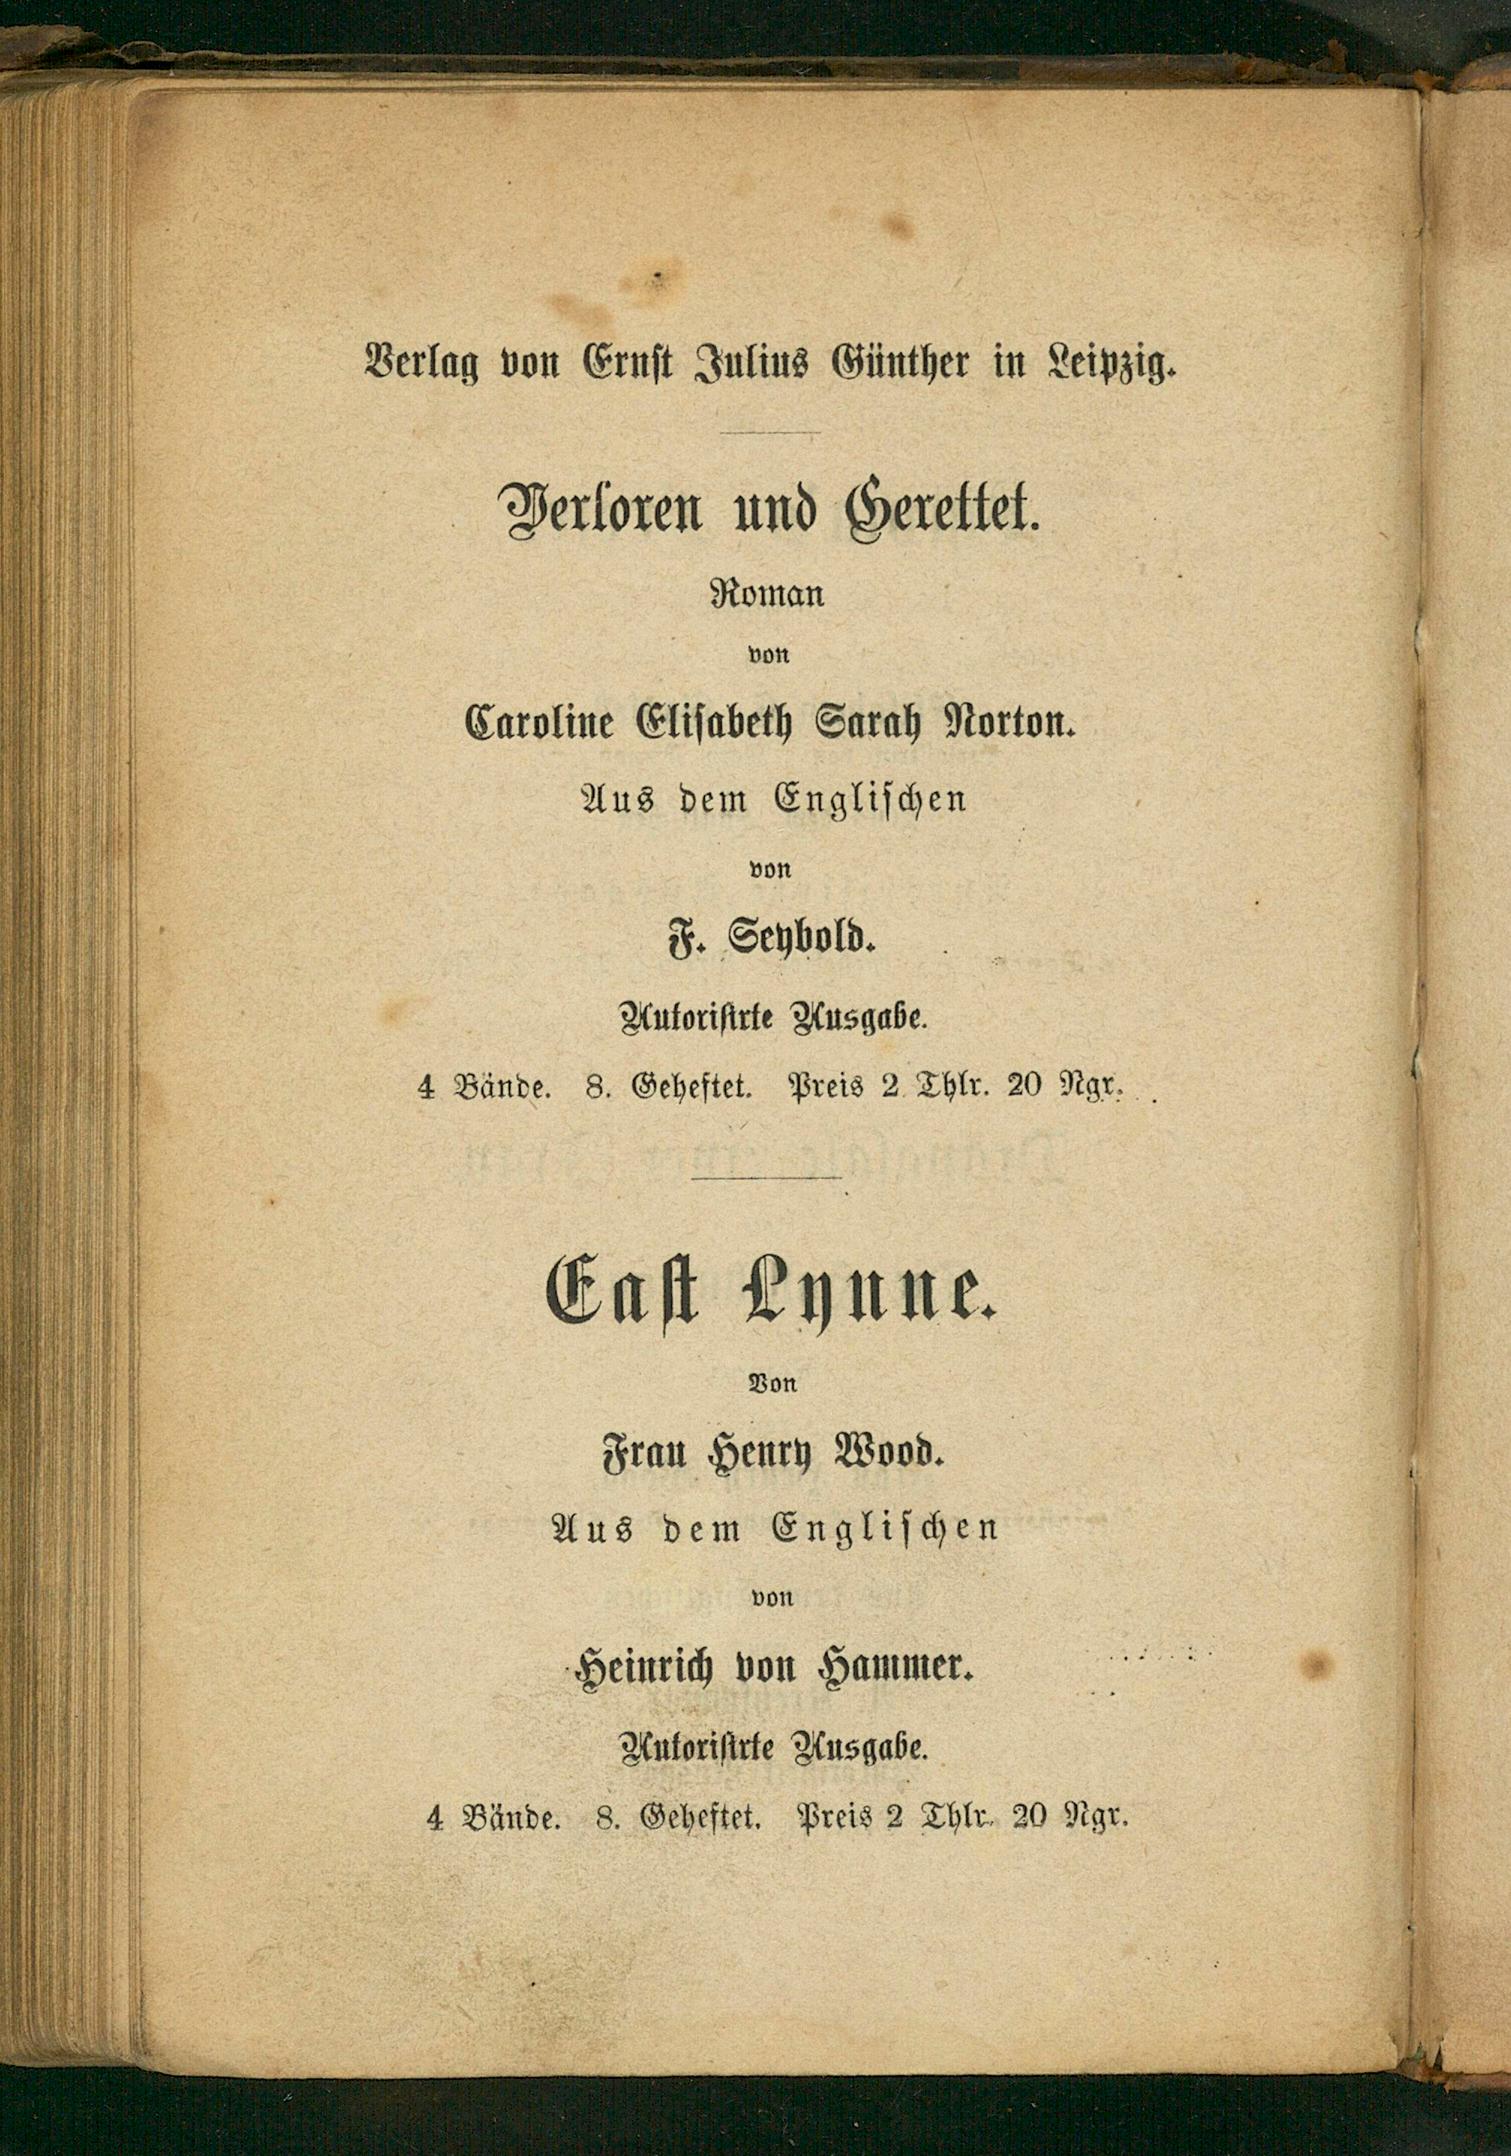 Verlag von Ernst Julius Günther in Leipzig.
Verloren und Gerettet.
Roman
von
Caroline Elisabeth Sarah Norton.
Aus dem Englischen
von
F. Seybold.
Autorisirte Ausgabe.
4 Bände. 8. Geheftet. Preis 2 Thlr. 20 Ngr.
East Lynne.
Von
Frau Henry Wood.
Aus dem Englischen
von
Heinrich von Hammer.
Autorisirte Ausgabe.
4 Bände. 8. Geheftet. Preis 2 Thlr. 20 Ngr.